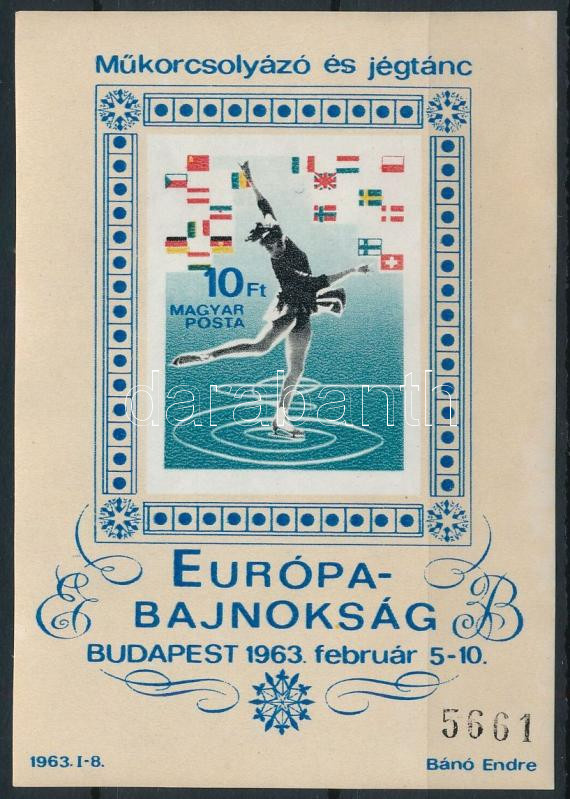 Műkorcsolyázó és jégtánc
10 Ft
MAGYAR
POSTA
darabanth
EURÓPA-
BAJNOKSÁG
E B
BUDAPEST 1963. február 5-10.
5661
1963. I-8.
Bánó Endre